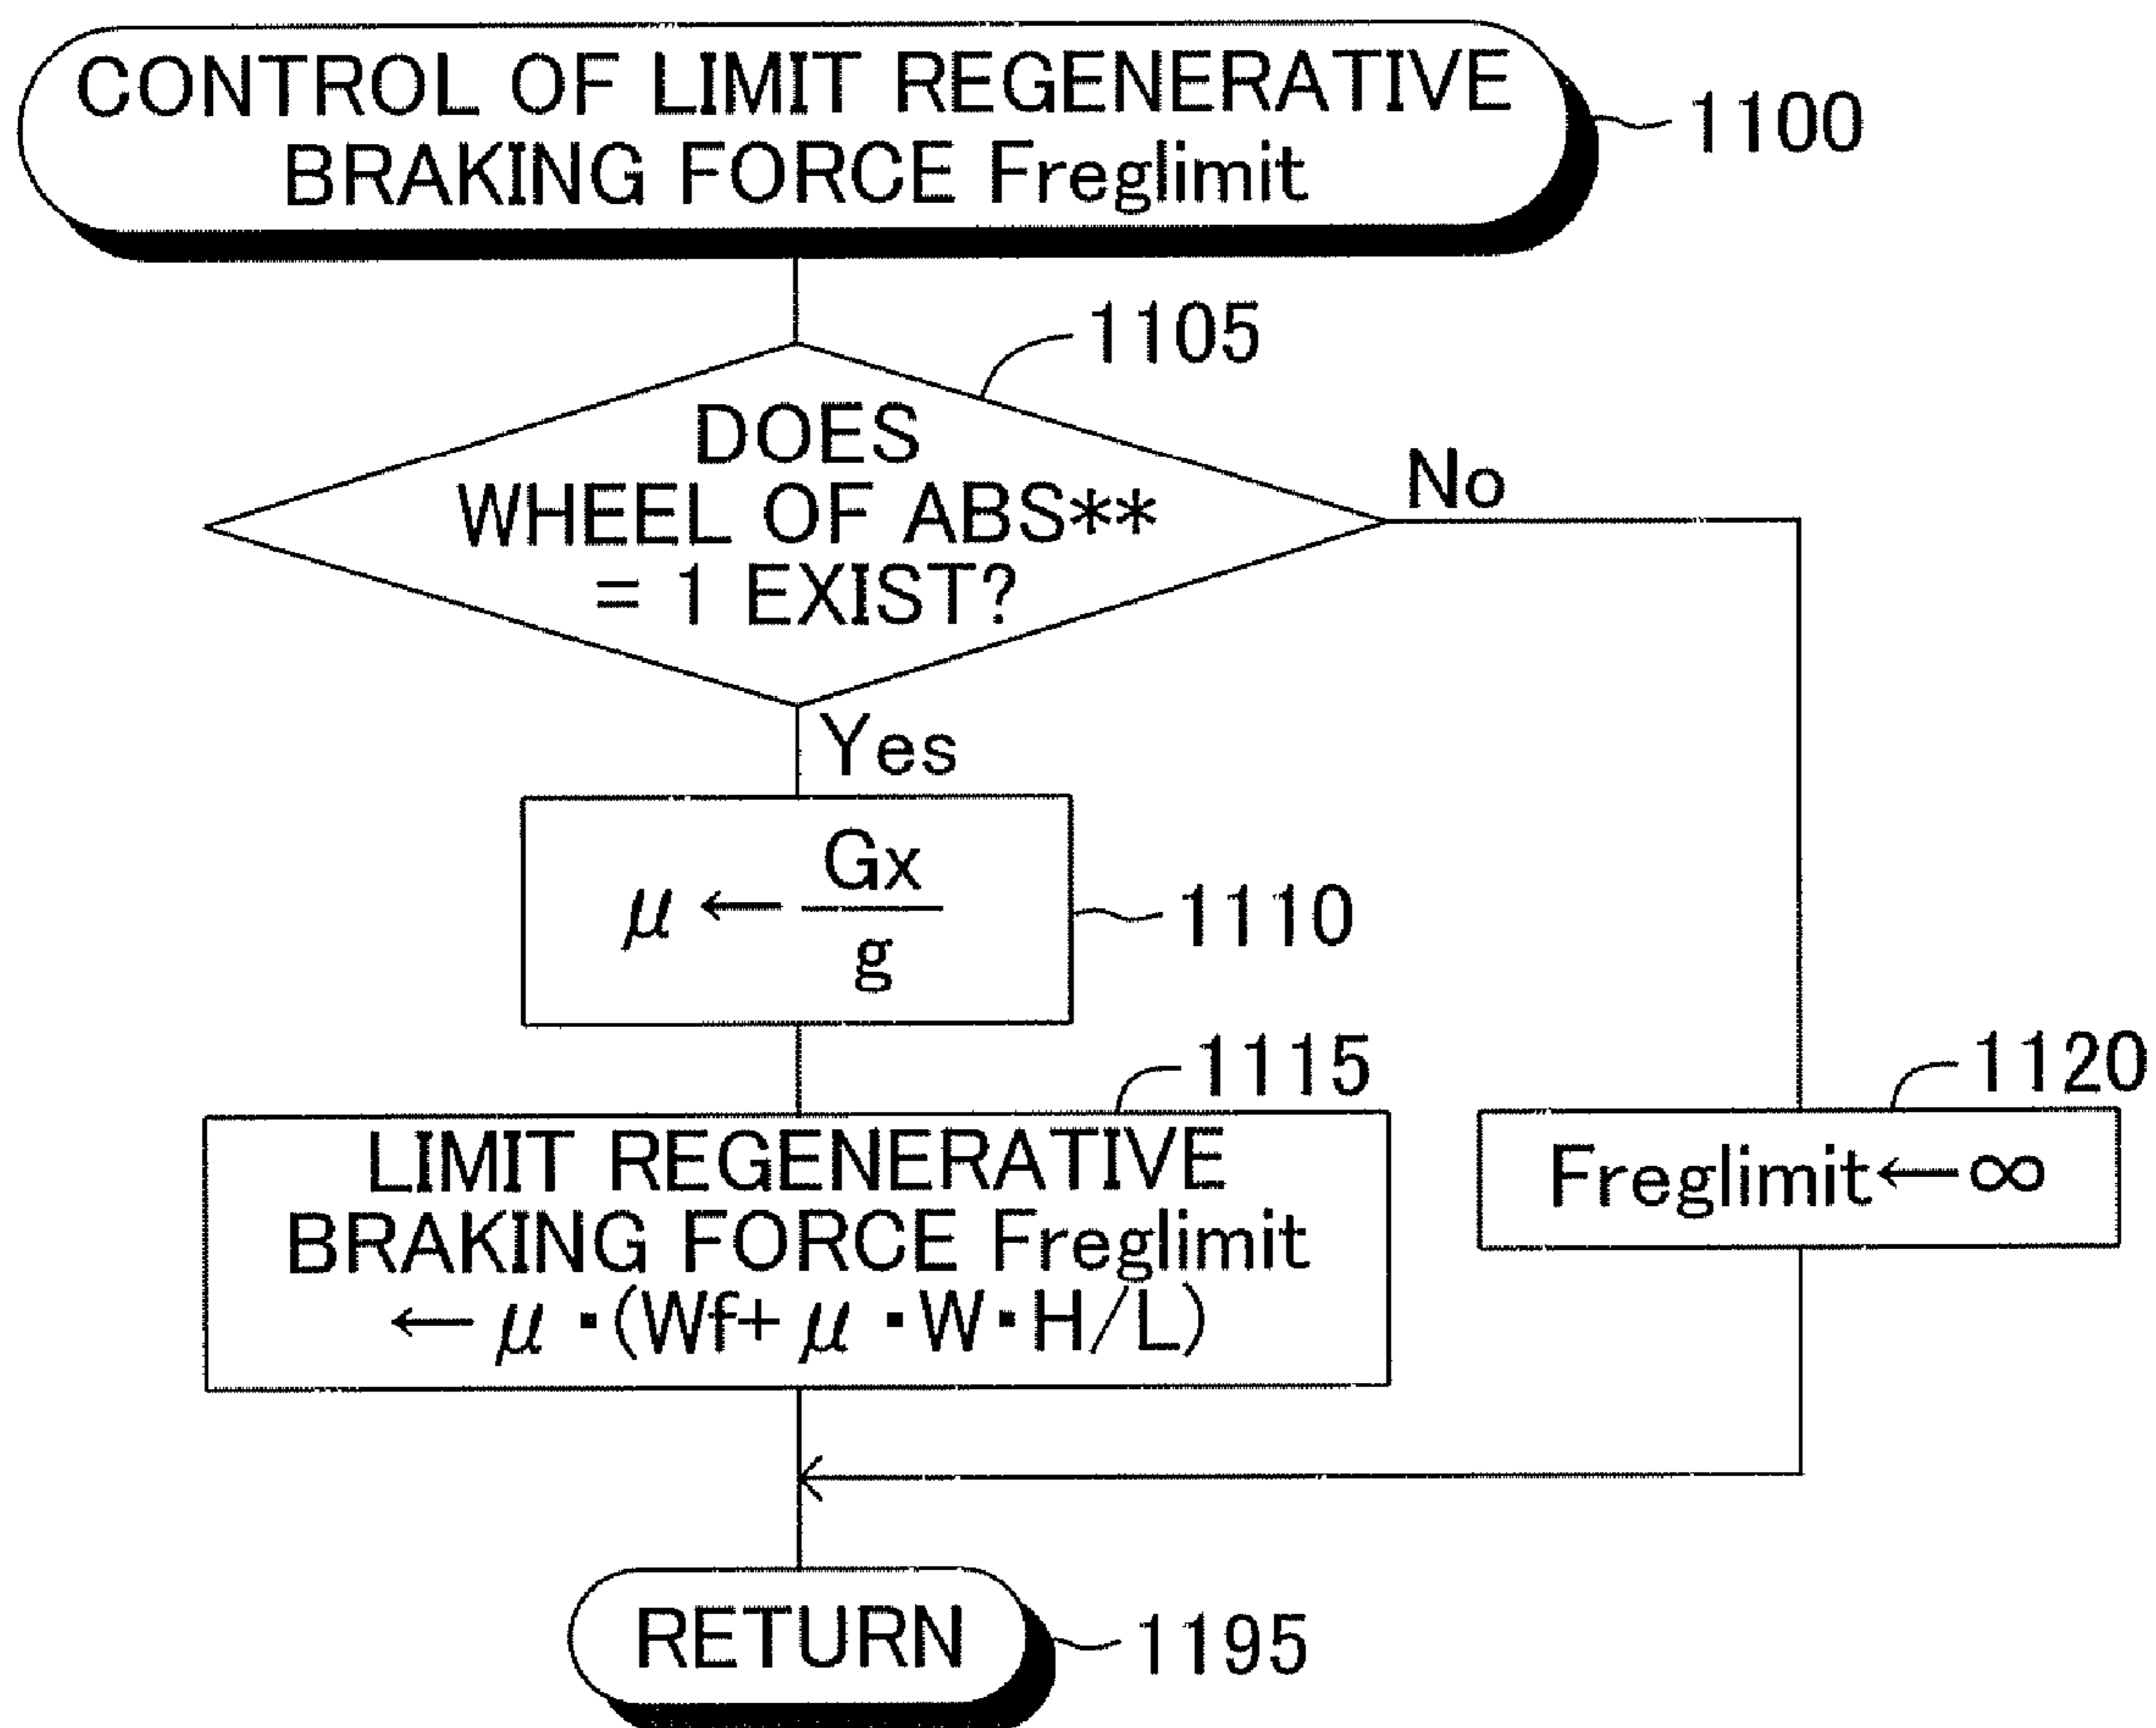 CONTROL OF LIMIT REGENERATIVE
BRAKING FORCE Freglimit
1100
1105
DOES
WHEEL OF ABS**
= 1 EXIST?
No
Yes
μ ← Gx
g
1110
1115
LIMIT REGENERATIVE
BRAKING FORCE Freglimit
← μ・(Wf+μ・W・H/L)
1120
Freglimit←∞
RETURN
1195